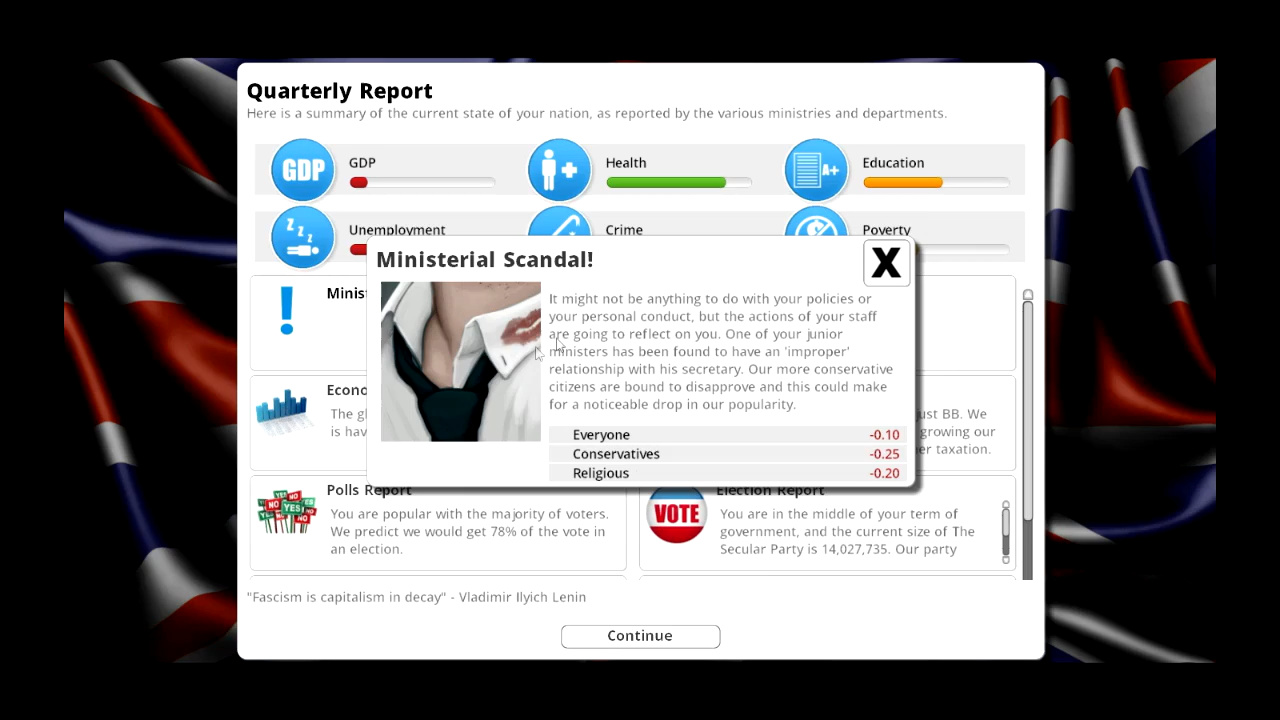 Quarterly Report
Here is a summary of the current state of your nation, as reported by the various ministries and departments.
GDP
GDP
Health
A+
Education
Z Z Z
Unemployment
Crime
Poverty
Ministerial Scandal!
X
It might not be anything to do with your policies or
your personal conduct, but the actions of your staff
are going to reflect on you. One of your junior
ministers has been found to have an 'improper'
relationship with his secretary. Our more conservative
citizens are bound to disapprove and this could make
for a noticeable drop in our popularity.
Everyone -0.10
Conservatives -0.25
Religious -0.20
Minis
!
Econo
The gl
is hav
just BB. We
growing our
er taxation.
Polls Report
NO YES NO
You are popular with the majority of voters.
We predict we would get 78% of the vote in
an election.
Election Report
VOTE
You are in the middle of your term of
government, and the current size of The
Secular Party is 14,027,735. Our party
"Fascism is capitalism in decay" - Vladimir Ilyich Lenin
Continue